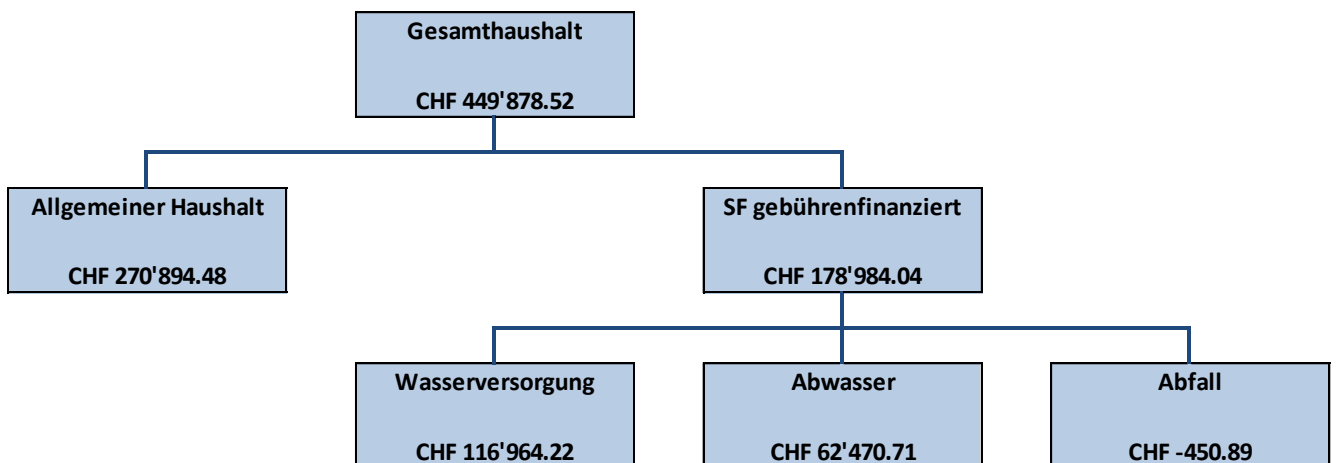 Gesamthaushalt
CHF 449'878.52
Allgemeiner Haushalt
CHF 270'894.48
SF gebührenfinanziert
CHF 178'984.04
Wasserversorgung
CHF 116'964.22
Abwasser
CHF 62'470.71
Abfall
CHF -450.89